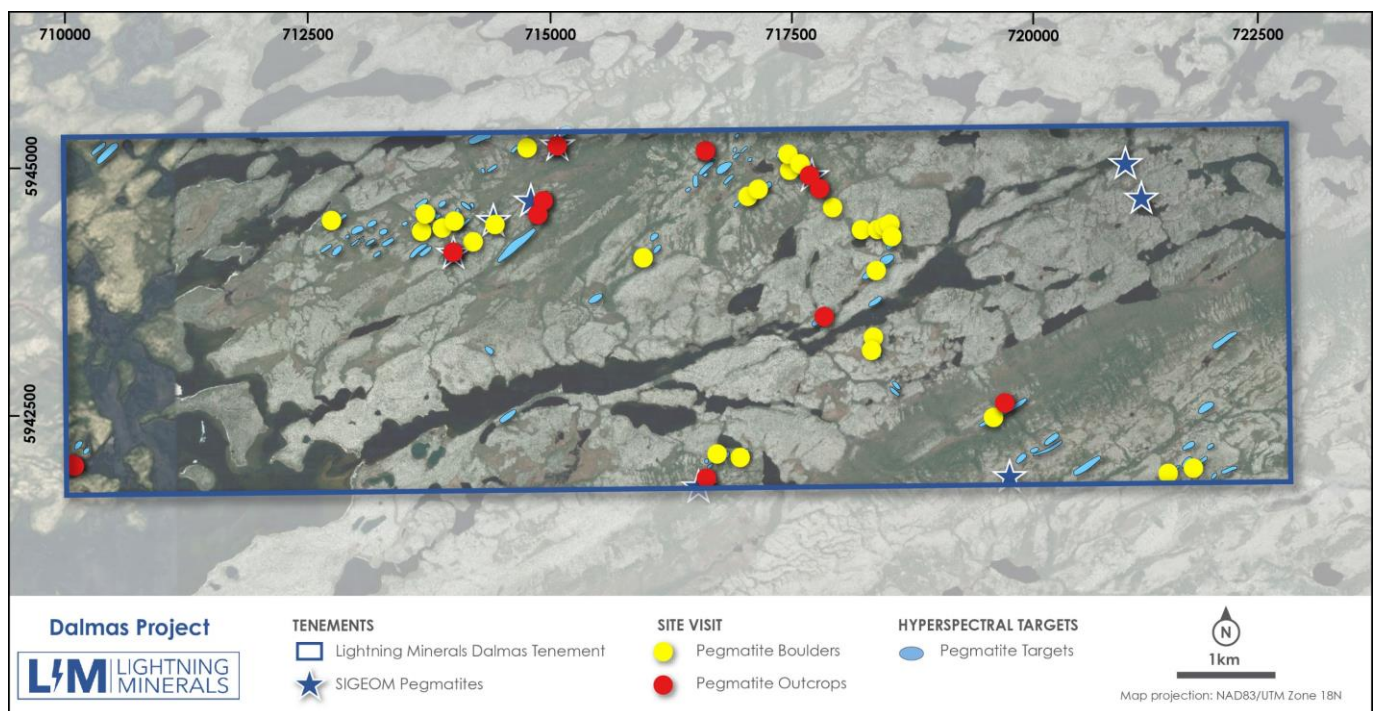 710000
712500
715000
717500
720000
722500
5945000
5942500
Dalmas Project
LIM LIGHTNING
MINERALS
TENEMENTS
Lightning Minerals Dalmas Tenement
SIGEOM Pegmatites
SITE VISIT
Pegmatite Boulders
Pegmatite Outcrops
HYPERSPECTRAL TARGETS
Pegmatite Targets
N
1km
Map projection: NAD83/UTM Zone 18N